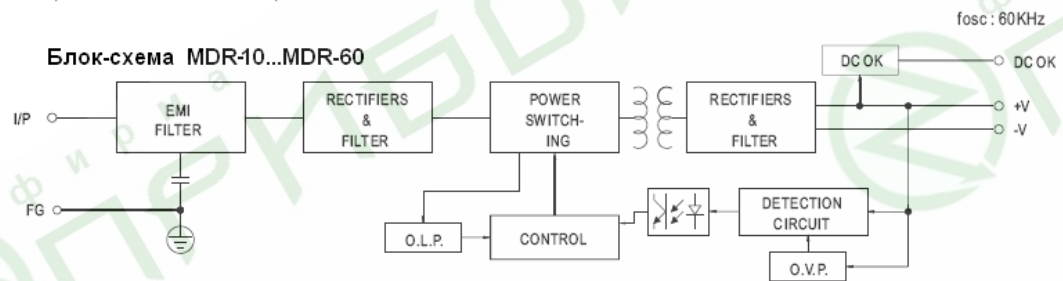 fosc : 60KHz
Блок-схема MDR-10...MDR-60
DC OK
DC OK
I/P
EMI
FILTER
RECTIFIERS
&
FILTER
POWER
SWITCH-
ING
RECTIFIERS
&
FILTER
+V
-V
FG
O.L.P.
CONTROL
DETECTION
CIRCUIT
O.V.P.
фирма